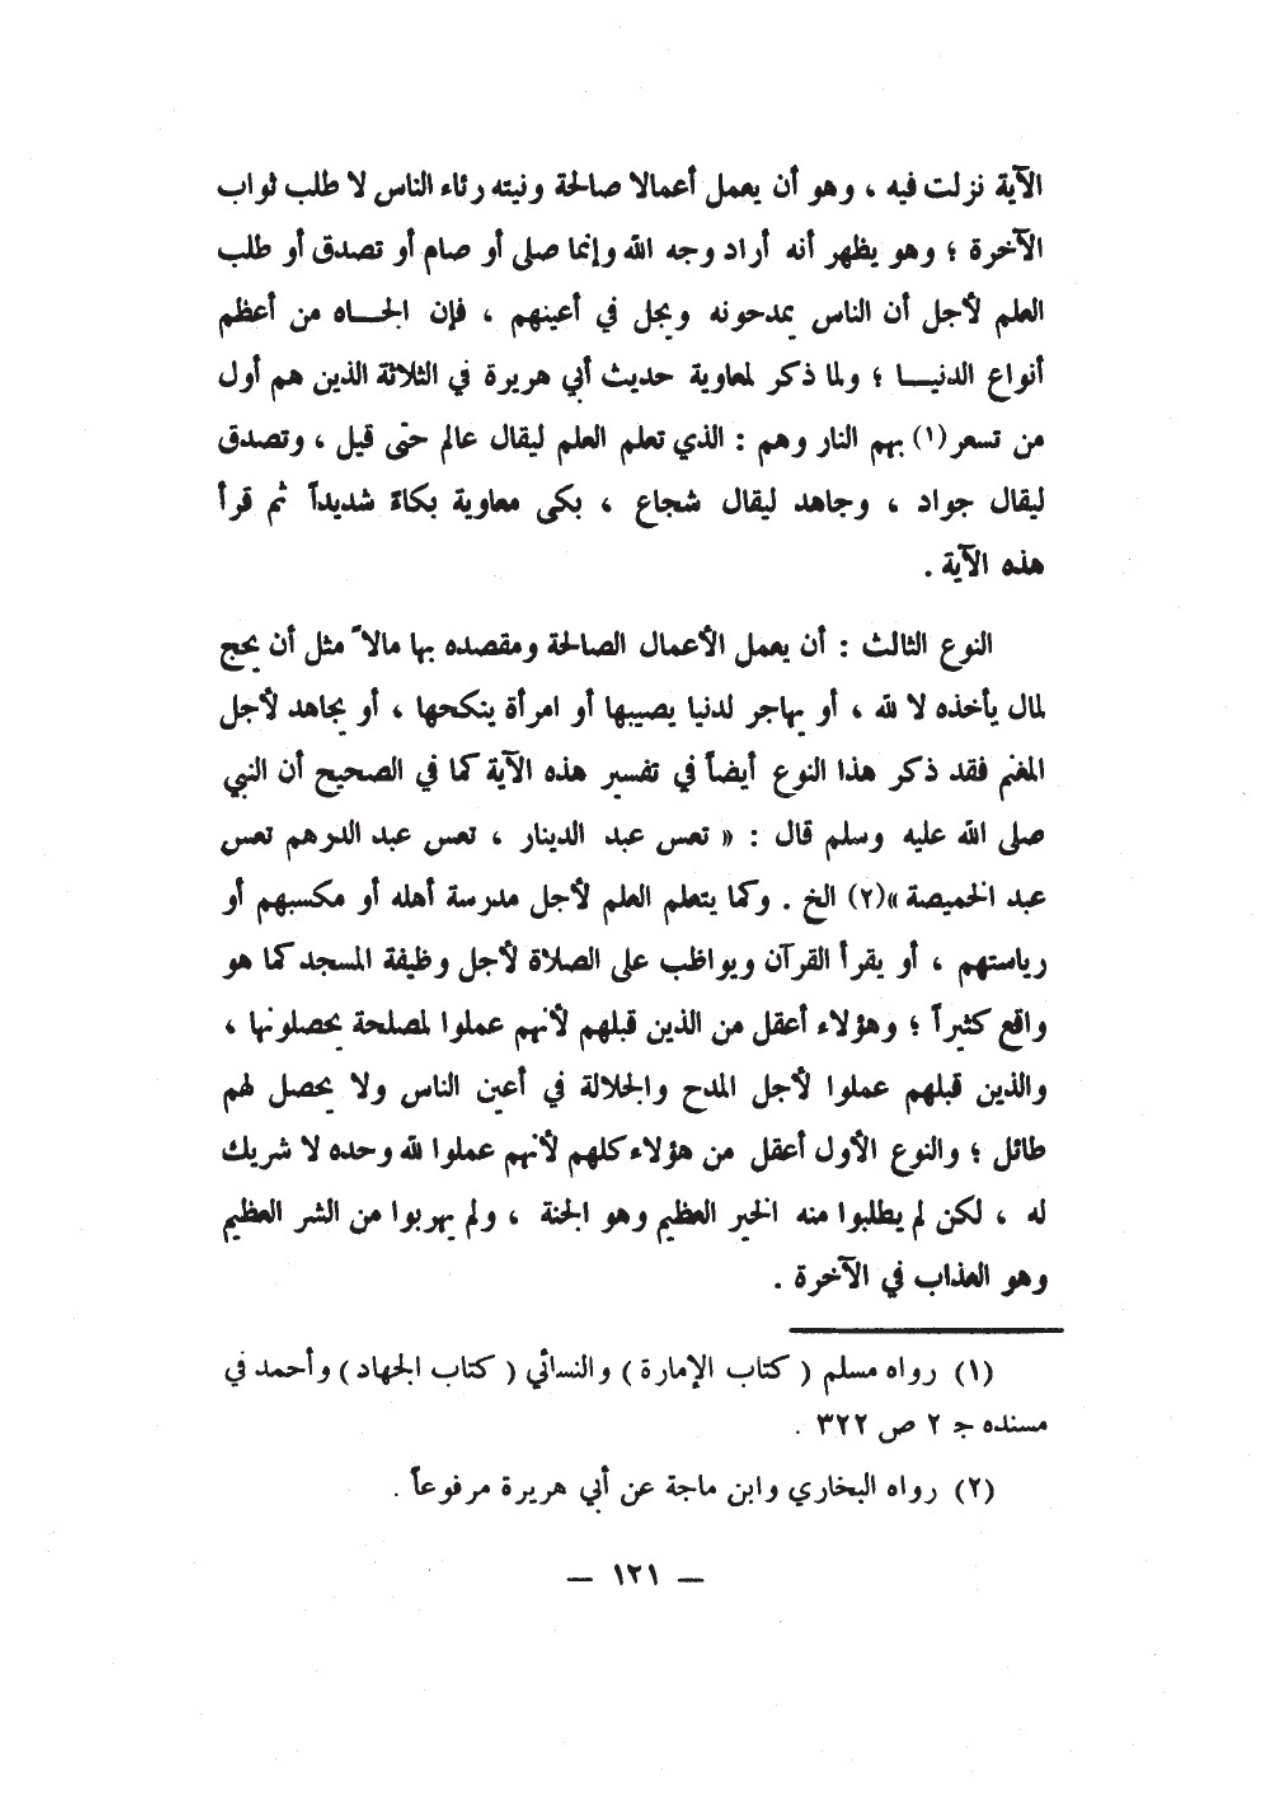 الآية نزلت فيه ، وهو أن يعمل أعمالا صالحة ونيته رئاء الناس لا طلب ثواب
الآخرة ؛ وهو يظهر أنه أراد وجه الله وإنما صلى أو صام أو تصدق أو طلب
العلم لأجل أن الناس يمدحونه ويجل في أعينهم ، فإن الجـــاه من أعظم
أنواع الدنيـــا ؛ ولما ذكر لمعاوية حديث أبي هريرة في الثلاثة الذين هم أول
من تسعر (١) بهم النار وهم : الذي تعلم العلم ليقال عالم حتى قيل ، وتصدق
ليقال جواد ، وجاهد ليقال شجاع ، بكى معاوية بكاءً شديداً ثم قرأ
هذه الآية .
النوع الثالث : أن يعمل الأعمال الصالحة ومقصده بها مالاً مثل أن يحج
لمال يأخذه لا لله ، أو يهاجر لدنيا يصيبها أو امرأة ينكحها ، أو يجاهد لأجل
المغنم فقد ذكر هذا النوع أيضاً في تفسير هذه الآية كما في الصحيح أن النبي
صلى الله عليه وسلم قال : « تعس عبد الدينار ، تعس عبد الدرهم تعس
عبد الخميصة »(٢) الخ . وكما يتعلم العلم لأجل مدرسة أهله أو مكسبهم أو
رياستهم ، أو يقرأ القرآن ويواظب على الصلاة لأجل وظيفة المسجد كما هو
واقع كثيراً ؛ وهؤلاء أعقل من الذين قبلهم لأنهم عملوا لمصلحة يحصلونها ،
والذين قبلهم عملوا لأجل المدح والجلالة في أعين الناس ولا يحصل لهم
طائل ؛ والنوع الأول أعقل من هؤلاء كلهم لأنهم عملوا لله وحده لا شريك
له ، لكن لم يطلبوا منه الخير العظيم وهو الجنة ، ولم يهربوا من الشر العظيم
وهو العذاب في الآخرة .
(١) رواه مسلم ( كتاب الإمارة ) والنسائي ( كتاب الجهاد ) وأحمد في
مسنده جـ ٢ ص ٣٢٢ .
(٢) رواه البخاري وابن ماجة عن أبي هريرة مرفوعاً .
— ١٢١ —